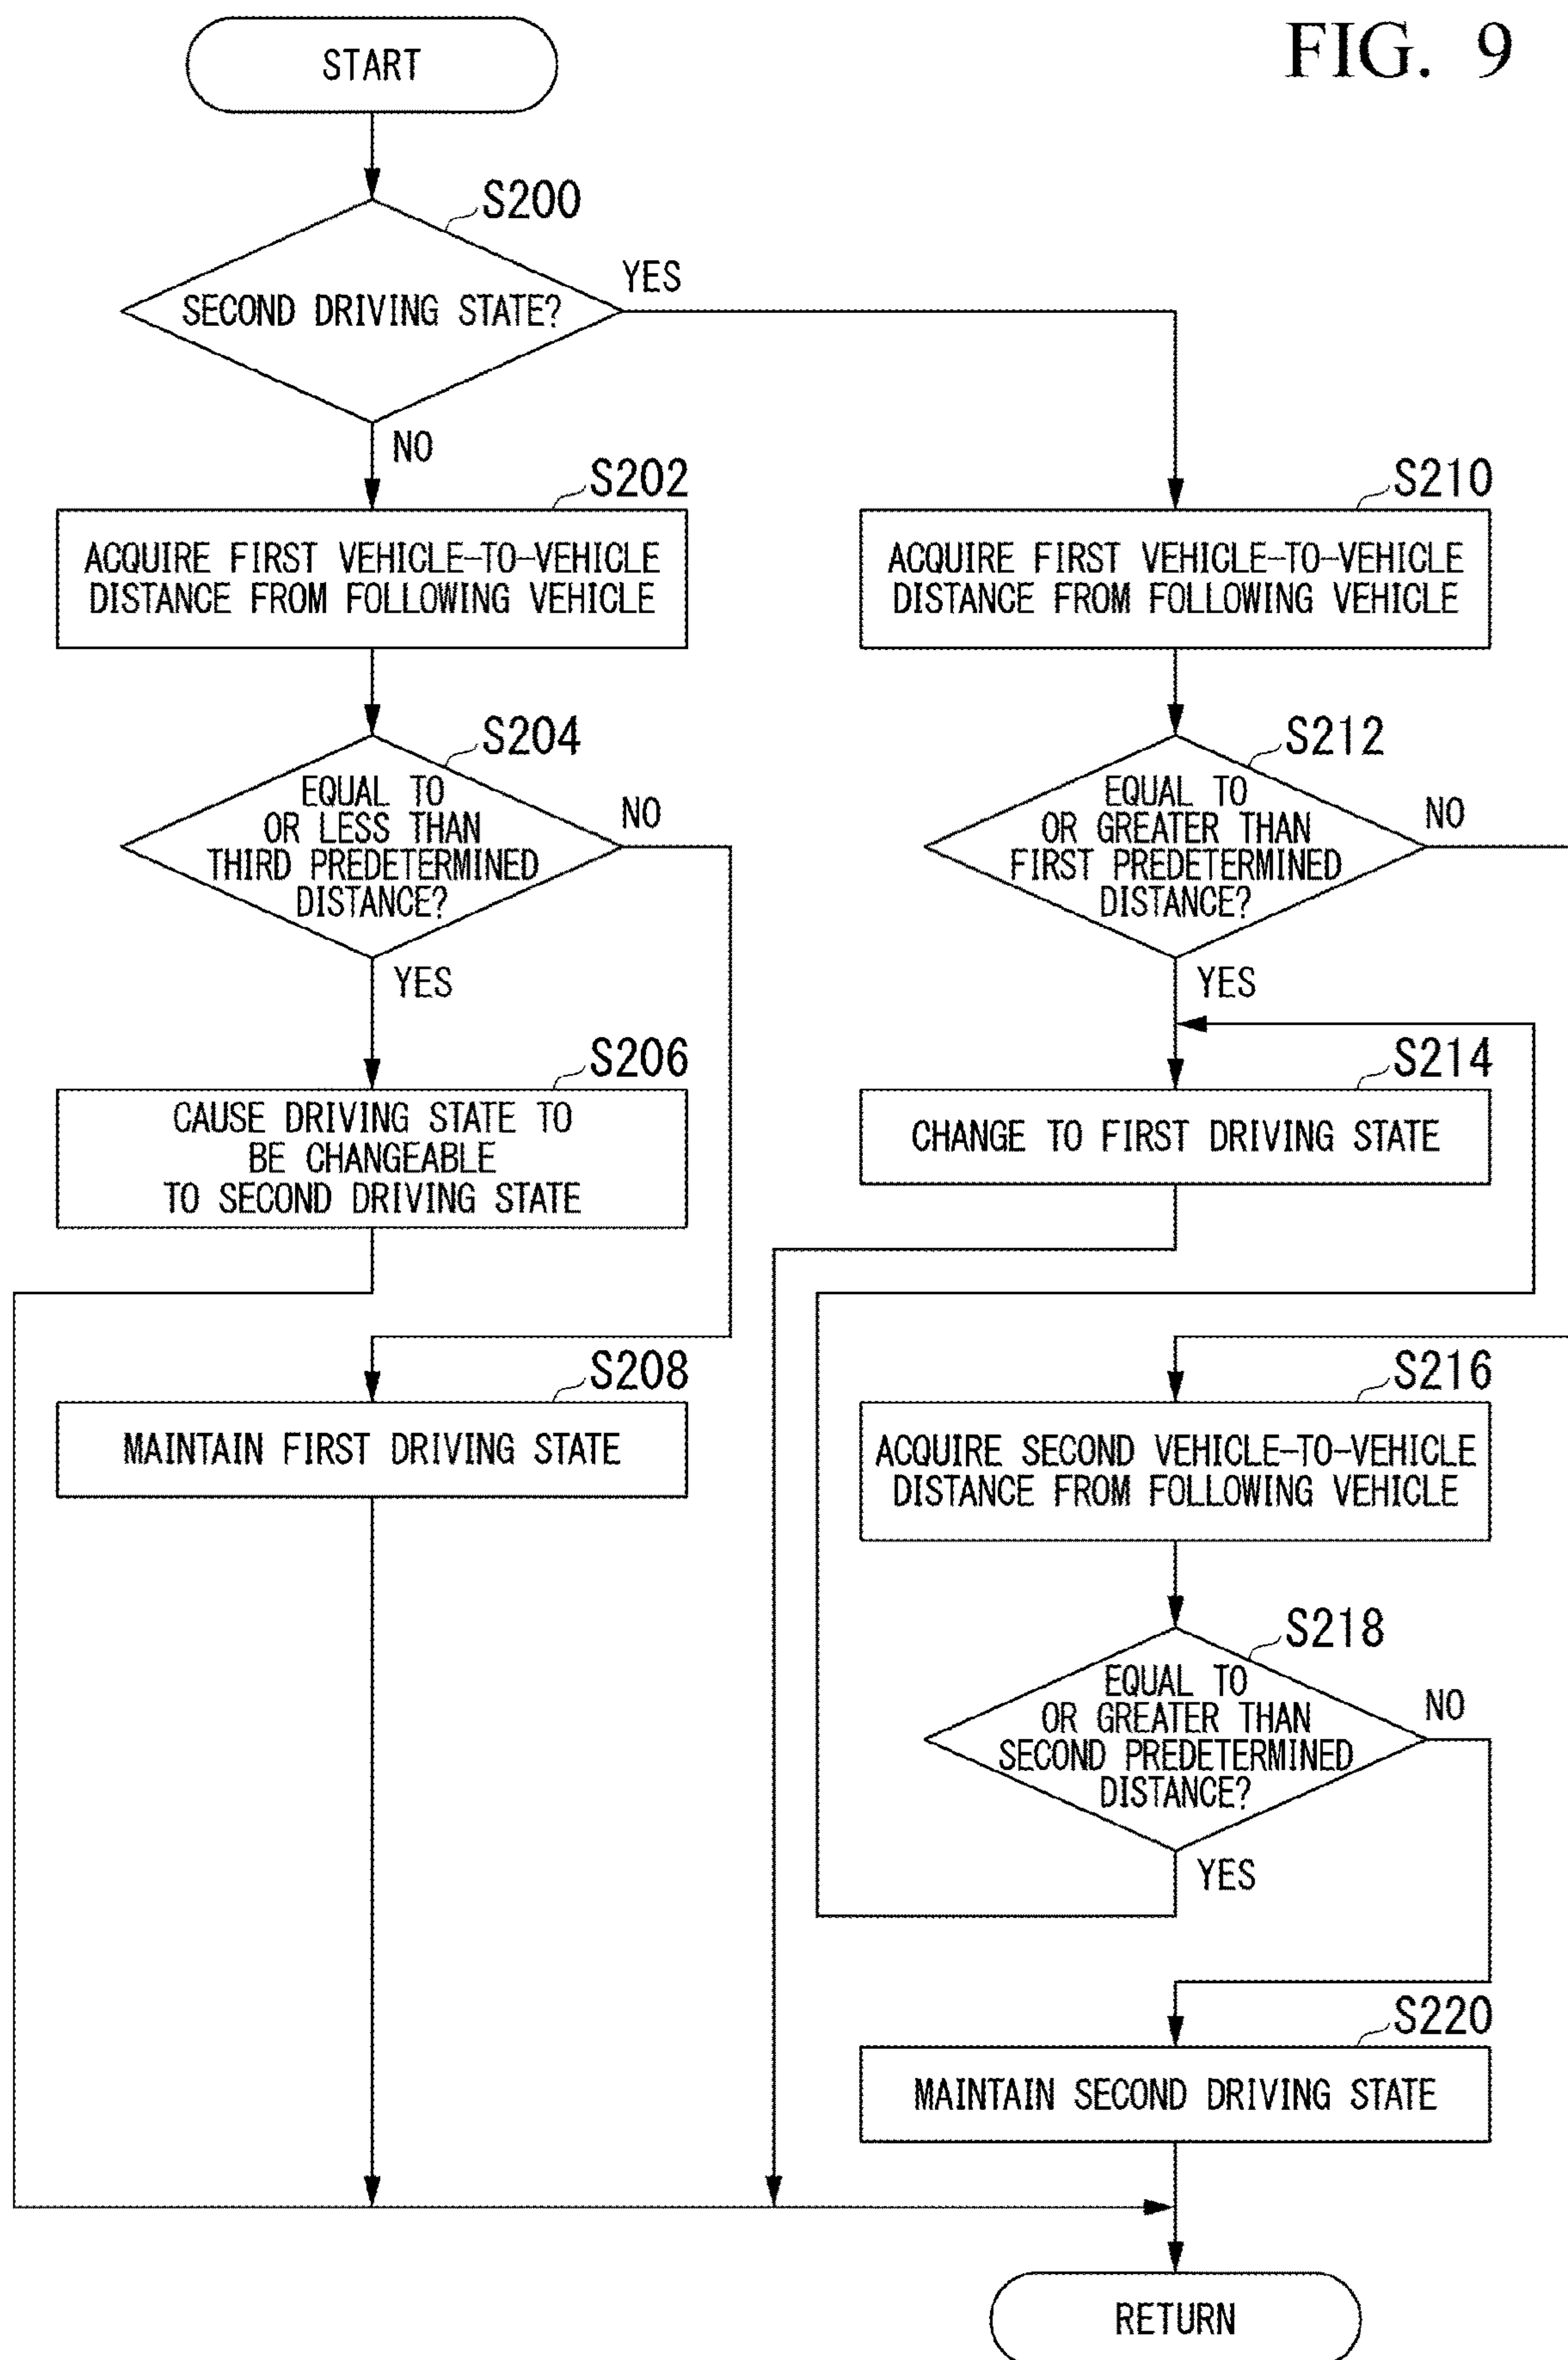 FIG. 9
START
S200
SECOND DRIVING STATE?
YES
NO
S202
ACQUIRE FIRST VEHICLE-TO-VEHICLE
DISTANCE FROM FOLLOWING VEHICLE
S204
EQUAL TO
OR LESS THAN
THIRD PREDETERMINED
DISTANCE?
NO
YES
S206
CAUSE DRIVING STATE TO
BE CHANGEABLE
TO SECOND DRIVING STATE
S208
MAINTAIN FIRST DRIVING STATE
S210
ACQUIRE FIRST VEHICLE-TO-VEHICLE
DISTANCE FROM FOLLOWING VEHICLE
S212
EQUAL TO
OR GREATER THAN
FIRST PREDETERMINED
DISTANCE?
NO
YES
S214
CHANGE TO FIRST DRIVING STATE
S216
ACQUIRE SECOND VEHICLE-TO-VEHICLE
DISTANCE FROM FOLLOWING VEHICLE
S218
EQUAL TO
OR GREATER THAN
SECOND PREDETERMINED
DISTANCE?
NO
YES
S220
MAINTAIN SECOND DRIVING STATE
RETURN